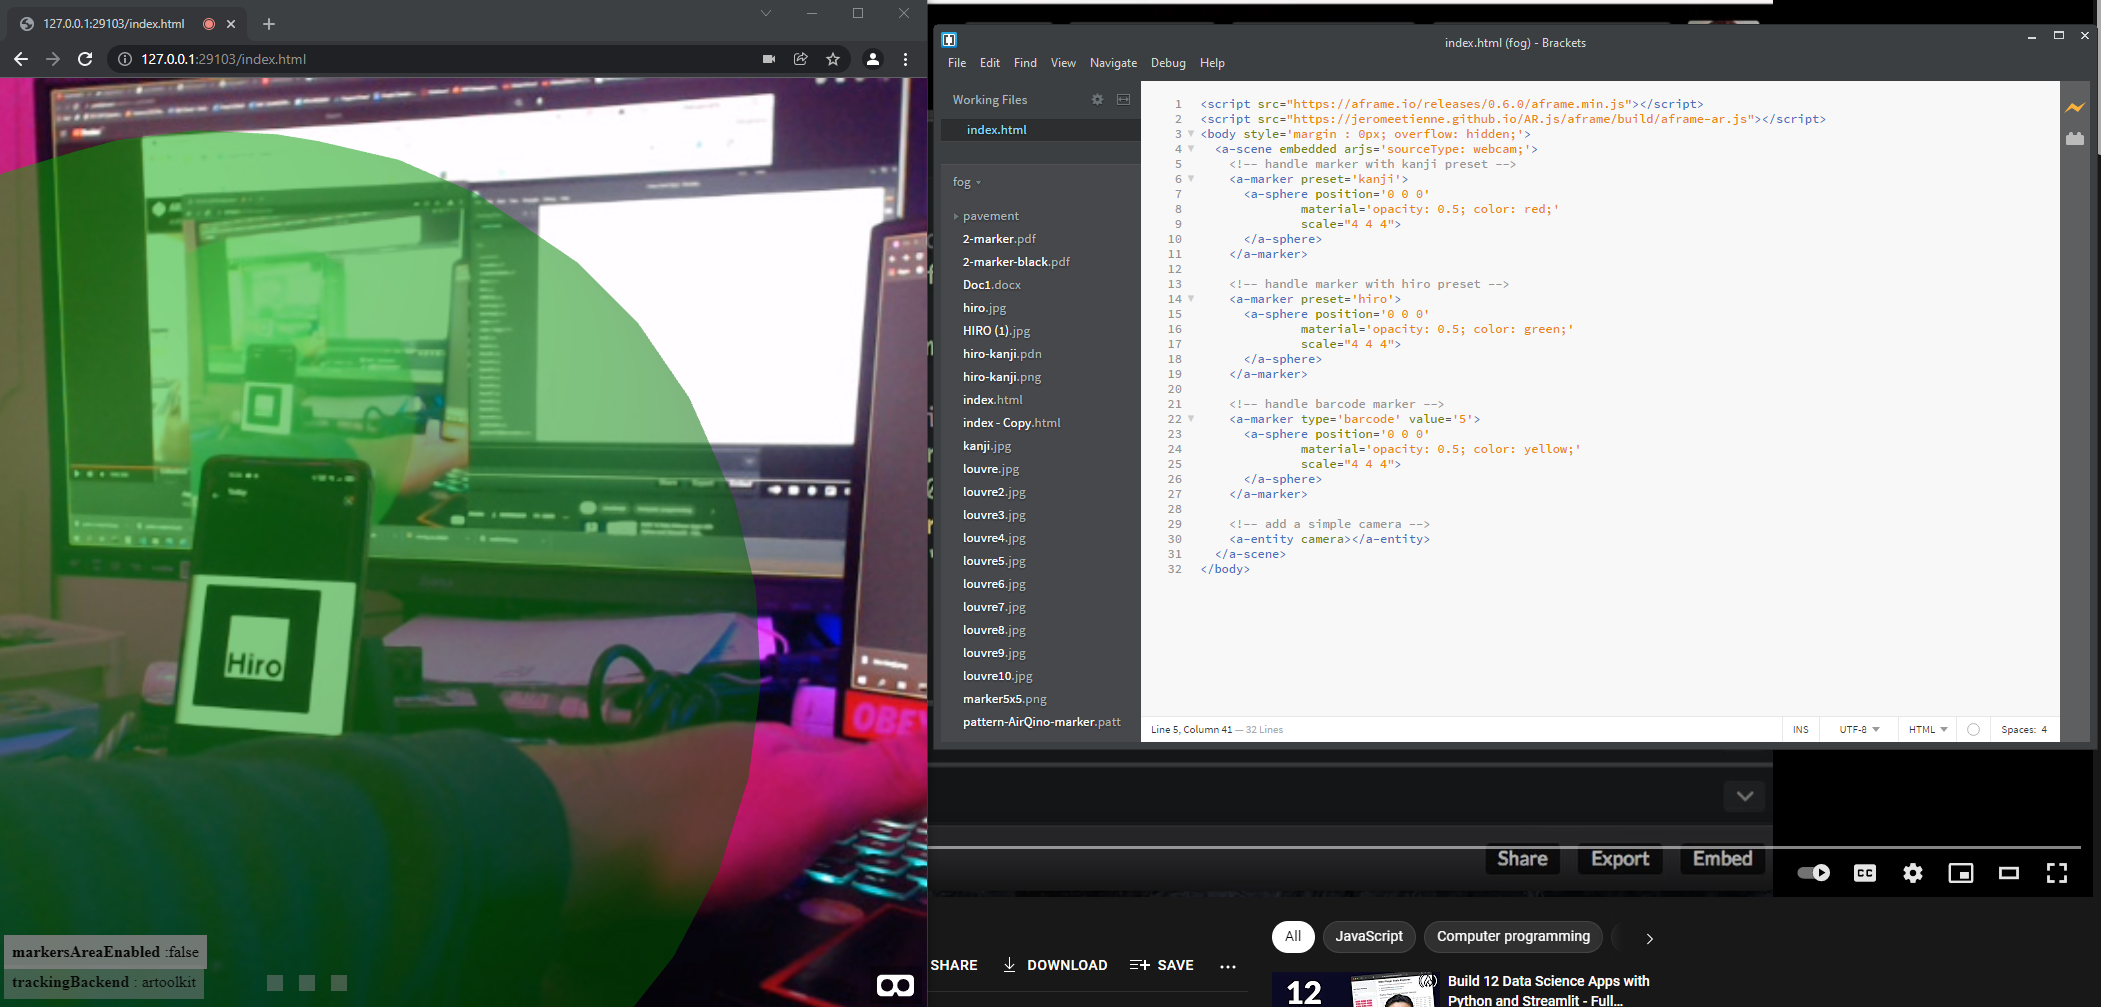 127.0.0.1:29103/index.html
127.0.0.1:29103/index.html
Today
Hiro
OBEY
markersAreaEnabled :false
trackingBackend : artoolkit
index.html (fog) - Brackets
File Edit Find View Navigate Debug Help
Working Files
index.html
fog
pavement
2-marker.pdf
2-marker-black.pdf
Doc1.docx
hiro.jpg
HIRO (1).jpg
hiro-kanji.pdn
hiro-kanji.png
index.html
index - Copy.html
kanji.jpg
louvre.jpg
louvre2.jpg
louvre3.jpg
louvre4.jpg
louvre5.jpg
louvre6.jpg
louvre7.jpg
louvre8.jpg
louvre9.jpg
louvre10.jpg
marker5x5.png
pattern-AirQino-marker.patt
1 <script src="https://aframe.io/releases/0.6.0/aframe.min.js"></script>
2 <script src="https://jeromeetienne.github.io/AR.js/aframe/build/aframe-ar.js"></script>
3 <body style='margin : 0px; overflow: hidden;'>
4 <a-scene embedded arjs='sourceType: webcam;'>
5 <!-- handle marker with kanji preset -->
6 <a-marker preset='kanji'>
7 <a-sphere position='0 0 0'
8 material='opacity: 0.5; color: red;'
9 scale="4 4 4">
10 </a-sphere>
11 </a-marker>
12
13 <!-- handle marker with hiro preset -->
14 <a-marker preset='hiro'>
15 <a-sphere position='0 0 0'
16 material='opacity: 0.5; color: green;'
17 scale="4 4 4">
18 </a-sphere>
19 </a-marker>
20
21 <!-- handle barcode marker -->
22 <a-marker type='barcode' value='5'>
23 <a-sphere position='0 0 0'
24 material='opacity: 0.5; color: yellow;'
25 scale="4 4 4">
26 </a-sphere>
27 </a-marker>
28
29 <!-- add a simple camera -->
30 <a-entity camera></a-entity>
31 </a-scene>
32 </body>
Line 5, Column 41 — 32 Lines
INS UTF-8 HTML Spaces: 4
Share Export Embed
CC
All JavaScript Computer programming
SHARE DOWNLOAD SAVE
12
Build 12 Data Science Apps with
Python and Streamlit - Full...